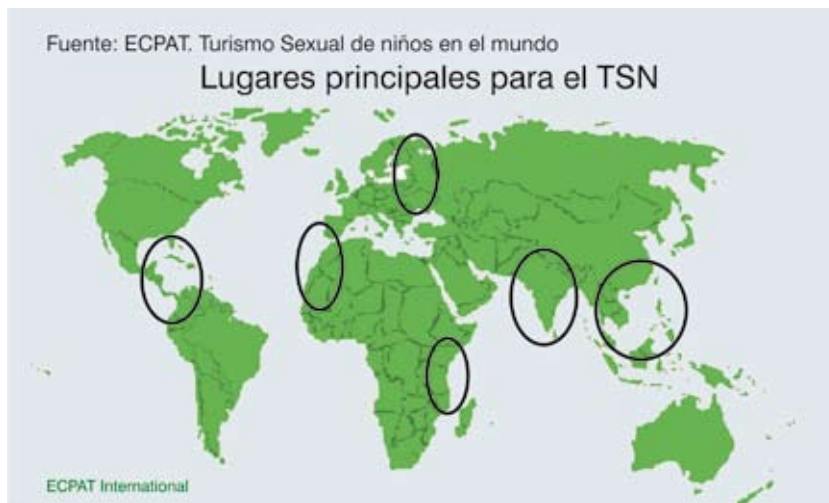 Fuente: ECPAT. Turismo Sexual de niños en el mundo
Lugares principales para el TSN
ECPAT International